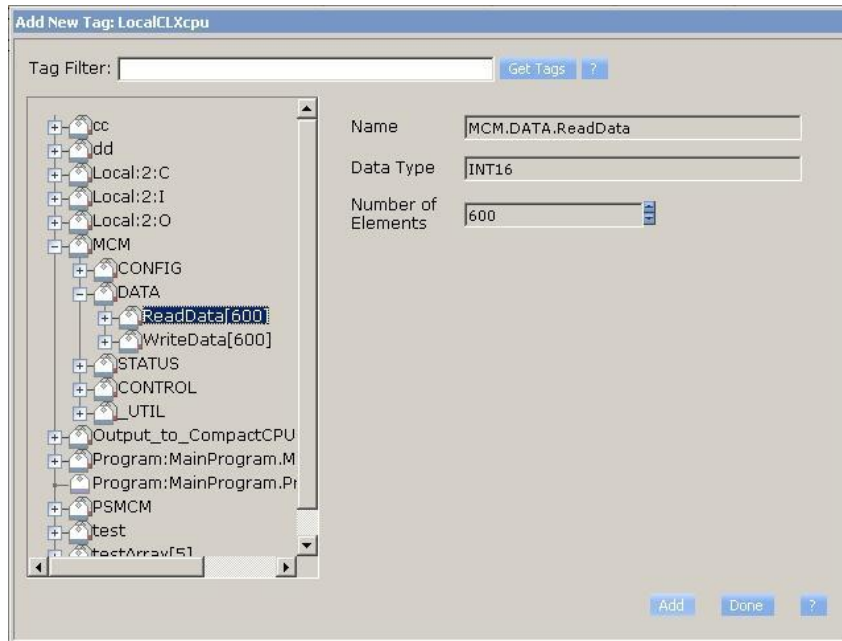 Add New Tag: LocalCLXcpu
Tag Filter:
Get Tags
?
cc
dd
Local:2:C
Local:2:I
Local:2:O
MCM
CONFIG
DATA
ReadData[600]
WriteData[600]
STATUS
CONTROL
_UTIL
Output_to_CompactCPU
Program:MainProgram.M
Program:MainProgram.Pr
PSMCM
test
testArray[5]
Name
MCM.DATA.ReadData
Data Type
INT16
Number of
Elements
600
Add
Done
?